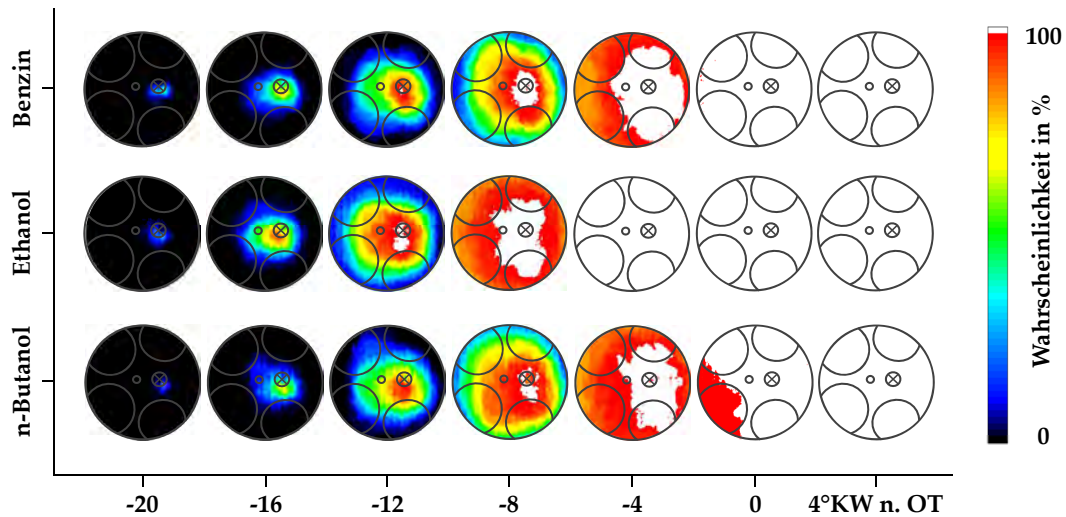 Benzin
Ethanol
n-Butanol
-20 -16 -12 -8 -4 0 4°KW n. OT
100
Wahrscheinlichkeit in %
0